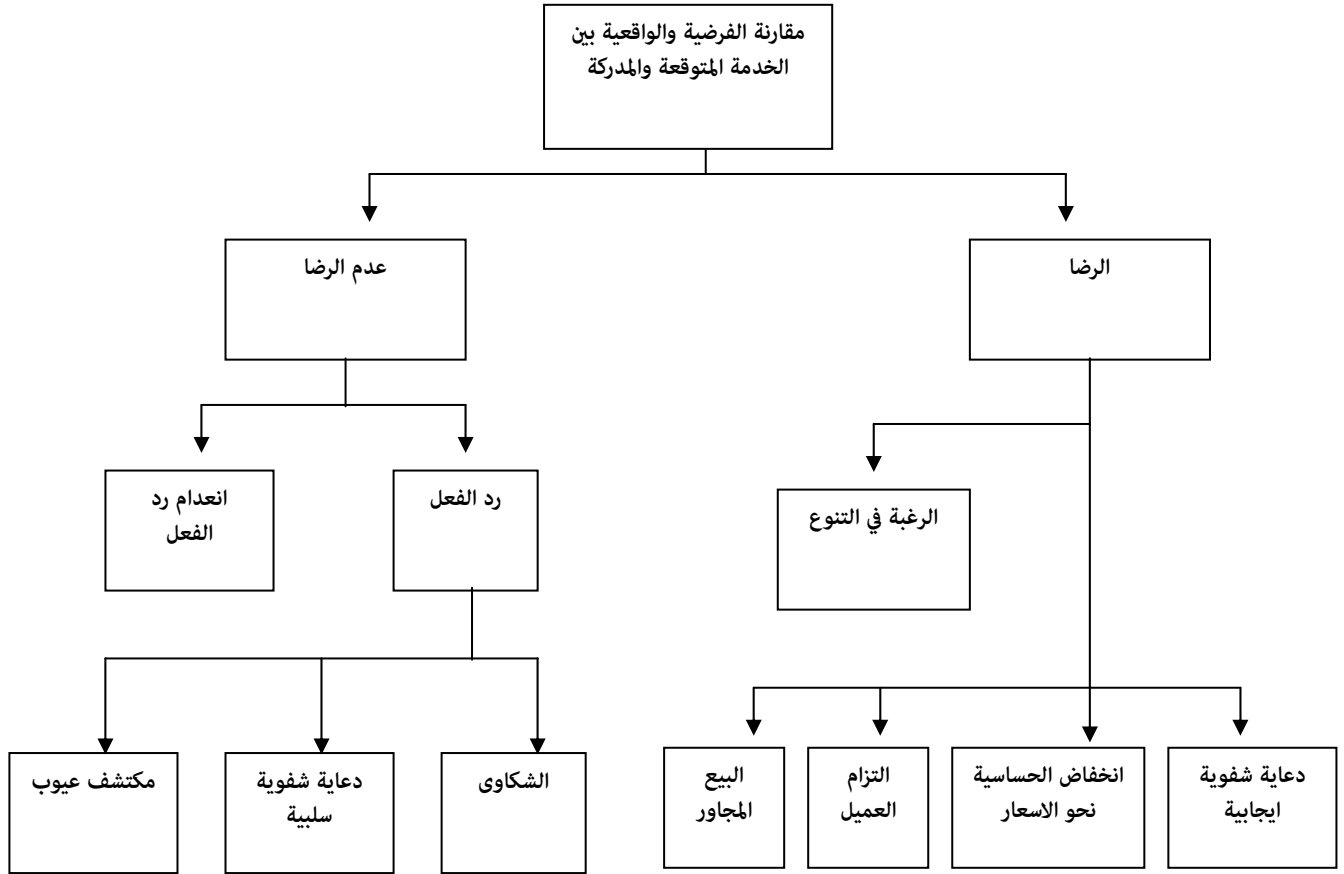 مقارنة الفرضية والواقعية بين
الخدمة المتوقعة والمدركة
الرضا
عدم الرضا
الرغبة في التنوع
رد الفعل
انعدام رد
الفعل
دعاية شفوية
ايجابية
انخفاض الحساسية
نحو الاسعار
التزام
العميل
البيع
المجاور
الشكاوى
دعاية شفوية
سلبية
مكتشف عيوب